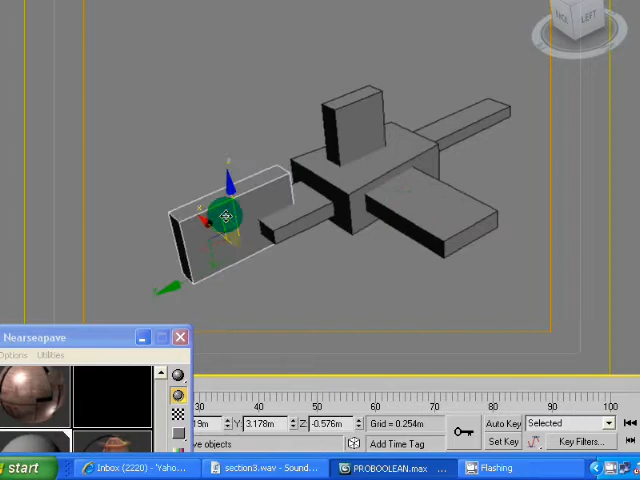 LEFT
Nearseapave
Options Utilities
40 50 60 70 80 90 100
19m Y: 3.178m Z: -0.576m Grid = 0.254m Auto Key Selected
ve objects Add Time Tag Set Key Key Filters...
start Inbox (2220) - 'Yaho... section3.wav - Soun... PROBOOLEAN.max Flashing